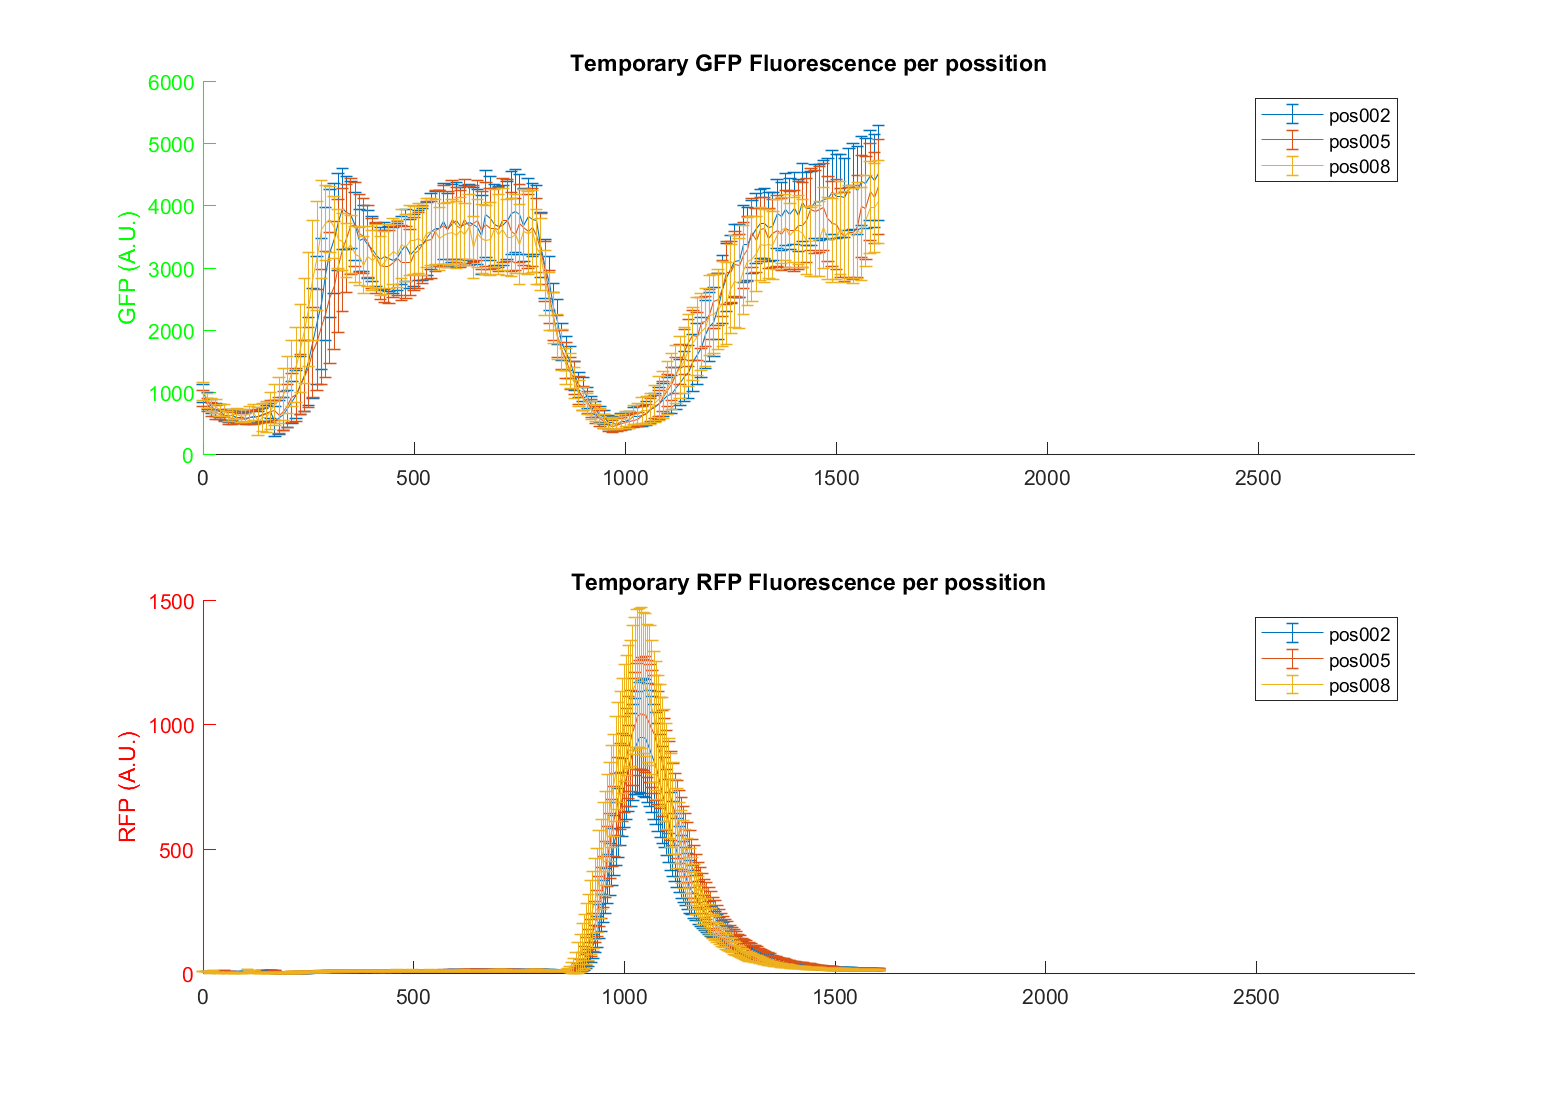 Temporary GFP Fluorescence per possition
6000
5000
4000
3000
2000
1000
0
GFP (A.U.)
pos002
pos005
pos008
0 500 1000 1500 2000 2500
Temporary RFP Fluorescence per possition
1500
1000
500
0
RFP (A.U.)
pos002
pos005
pos008
0 500 1000 1500 2000 2500